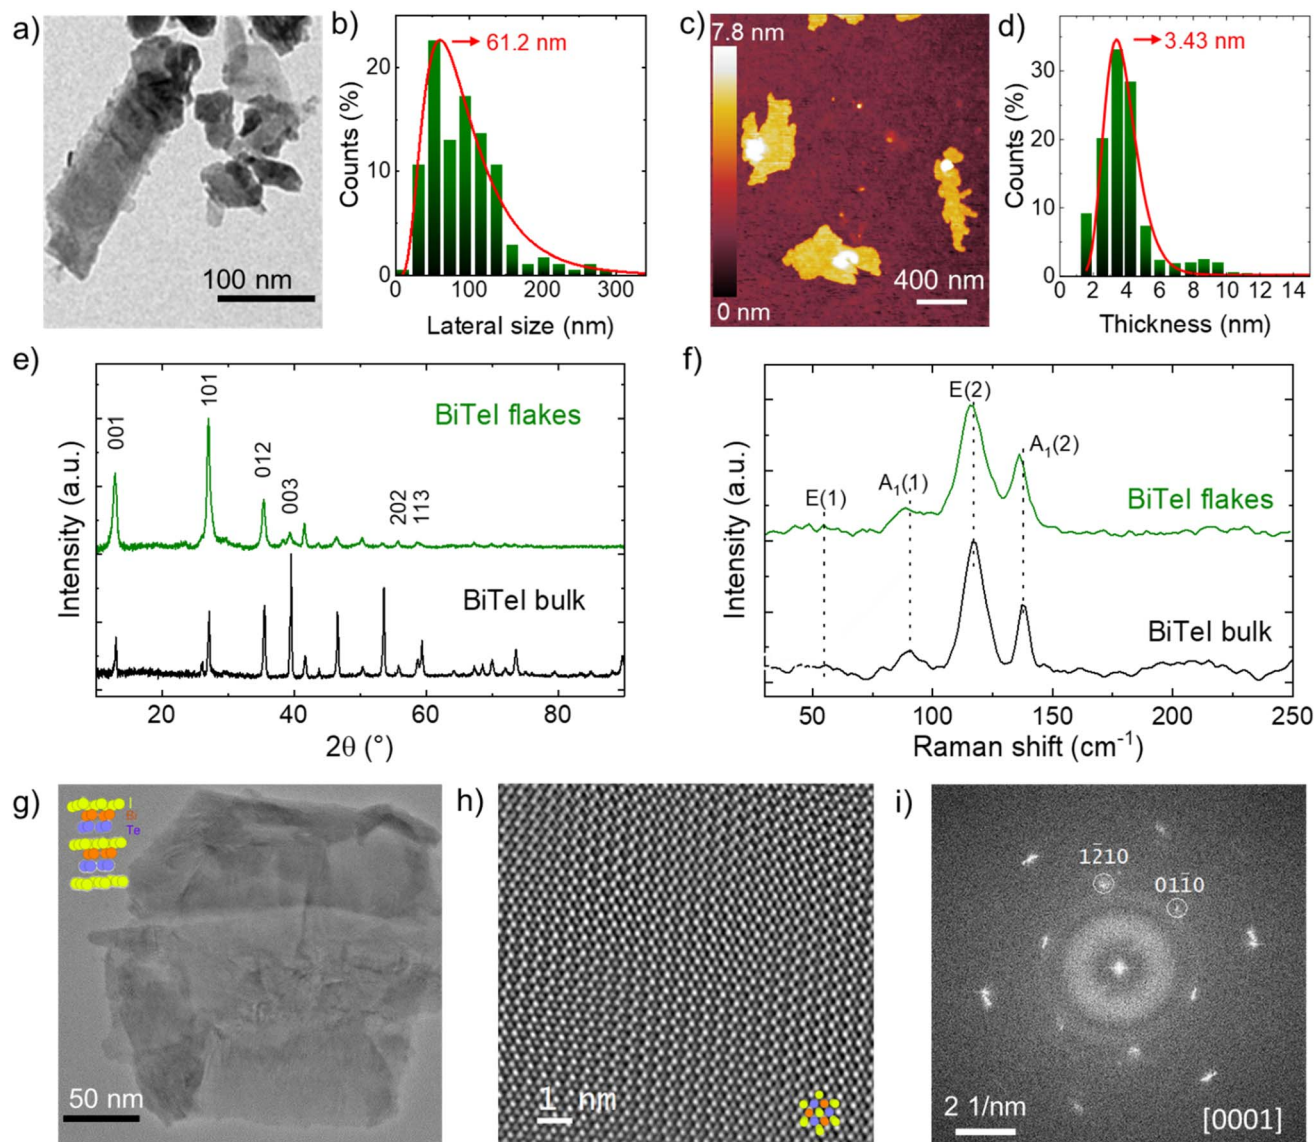 a)
100 nm
b)
61.2 nm
Counts (%)
20
10
0
0
100
200
300
Lateral size (nm)
c)
7.8 nm
0 nm
400 nm
d)
3.43 nm
Counts (%)
30
20
10
0
0 2 4 6 8 10 12 14
Thickness (nm)
e)
Intensity (a.u.)
001
101
012
003
202
113
BiTeI flakes
BiTeI bulk
20 40 60 80
2θ (°)
f)
Intensity (a.u.)
E(1)
A₁(1)
E(2)
A₁(2)
BiTeI flakes
BiTeI bulk
50 100 150 200 250
Raman shift (cm⁻¹)
g)
I
Bi
Te
50 nm
h)
1 nm
i)
12̄10
011̄0
2 1/nm
[0001]